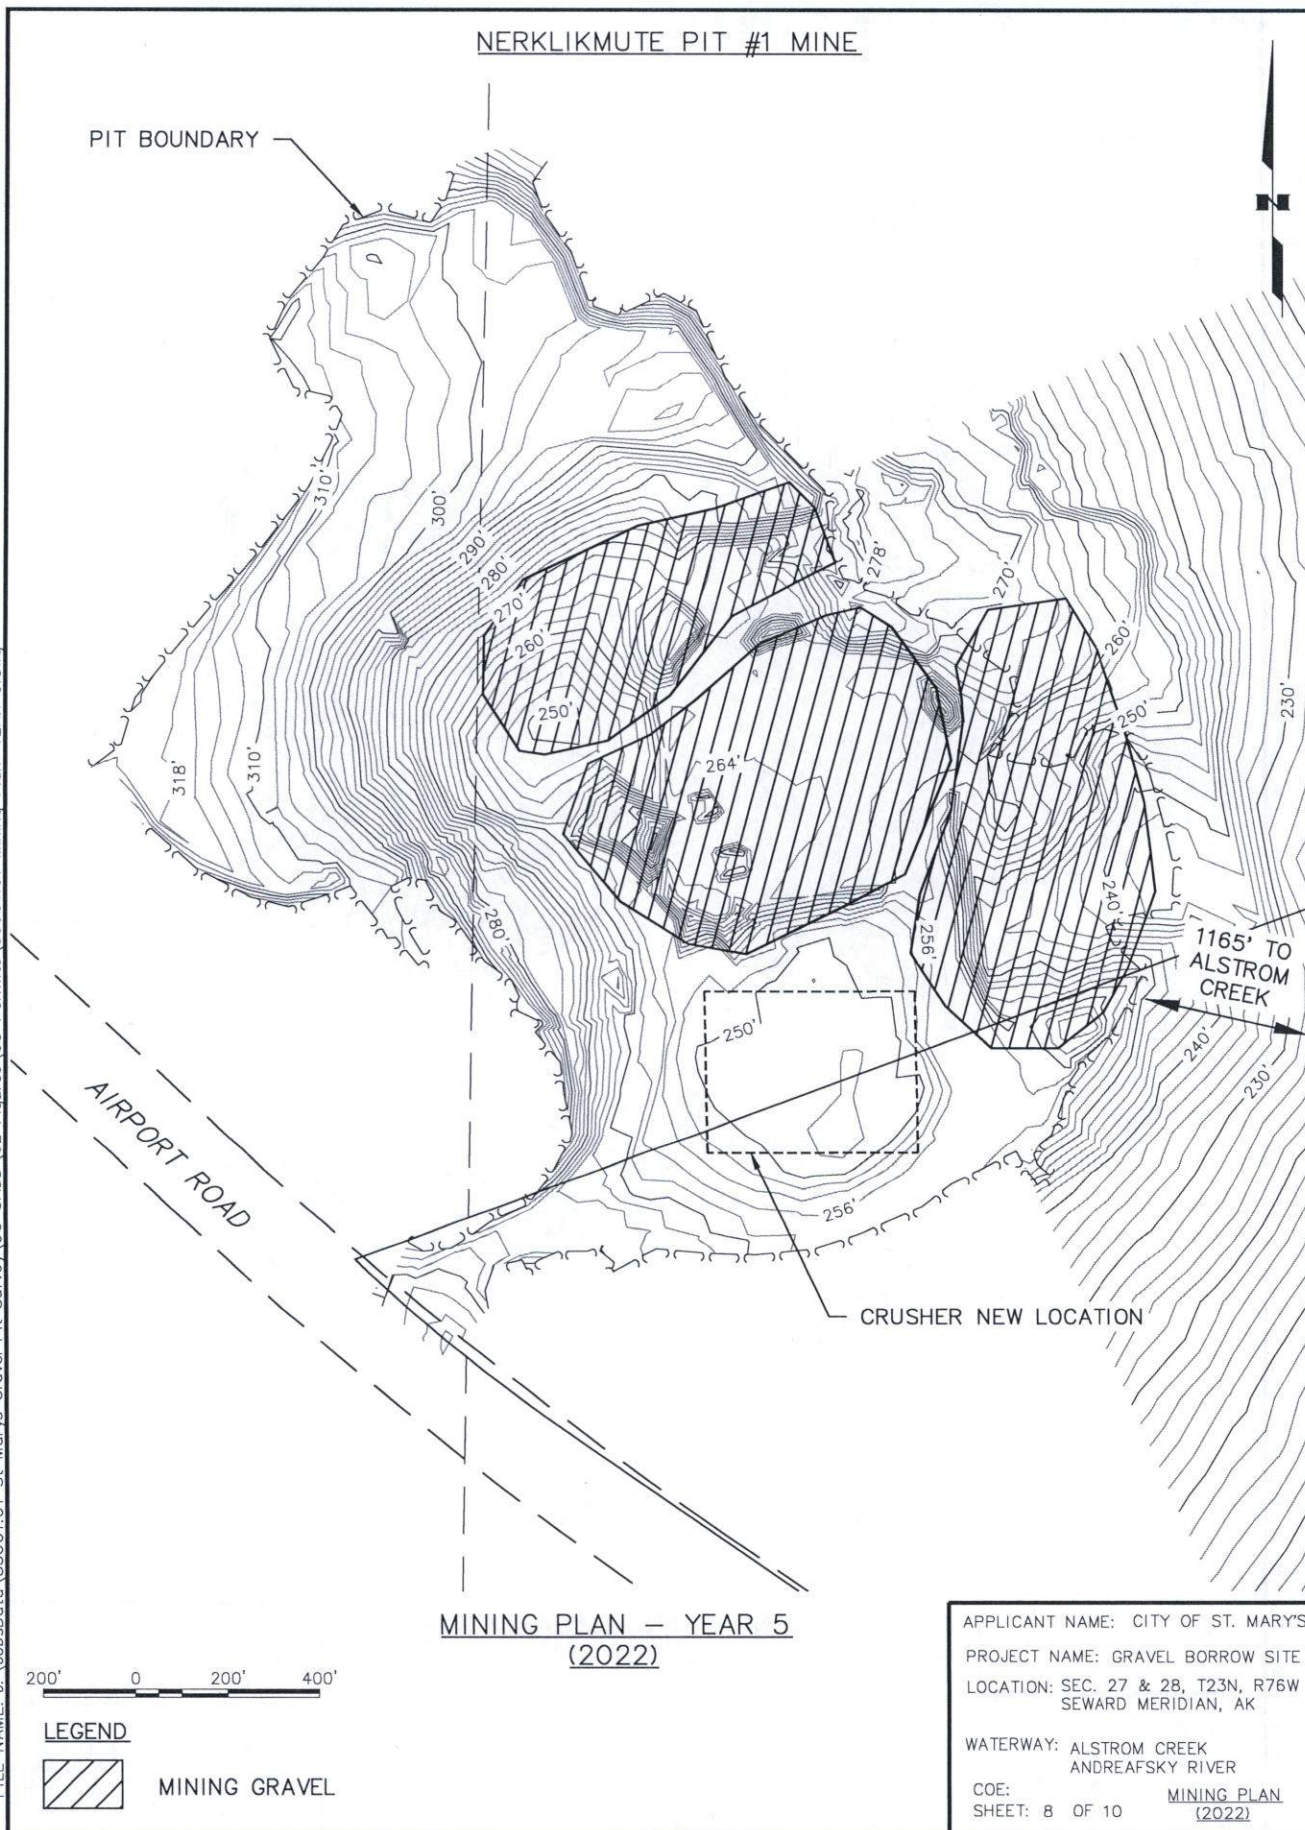 NERKLIKMUTE PIT #1 MINE
PIT BOUNDARY
N
310'
300'
290'
280'
270'
260'
250'
278'
270'
260'
250'
230'
318'
310'
264'
280'
256'
240'
1165' TO
ALSTROM
CREEK
250'
240'
230'
256'
AIRPORT ROAD
CRUSHER NEW LOCATION
MINING PLAN – YEAR 5
(2022)
200' 0 200' 400'
LEGEND
MINING GRAVEL
APPLICANT NAME: CITY OF ST. MARY'S
PROJECT NAME: GRAVEL BORROW SITE
LOCATION: SEC. 27 & 28, T23N, R76W
SEWARD MERIDIAN, AK
WATERWAY: ALSTROM CREEK
ANDREAFSKY RIVER
COE:
SHEET: 8 OF 10
MINING PLAN
(2022)